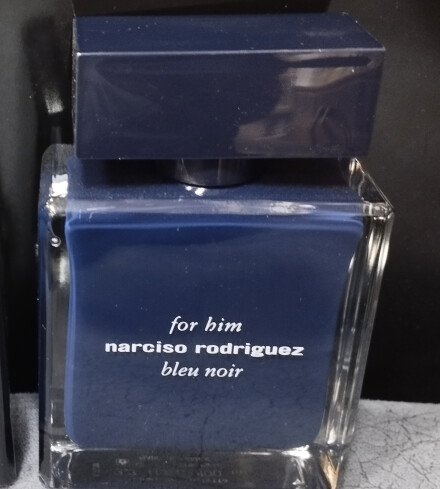 for him
narciso rodriguez
bleu noir